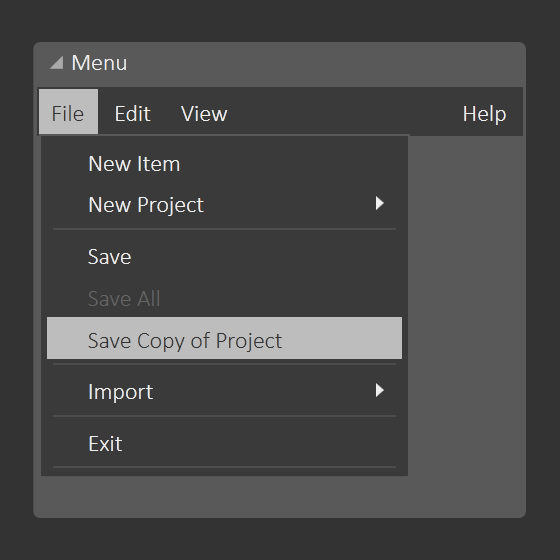 Menu
File Edit View Help
New Item
New Project
Save
Save All
Save Copy of Project
Import
Exit